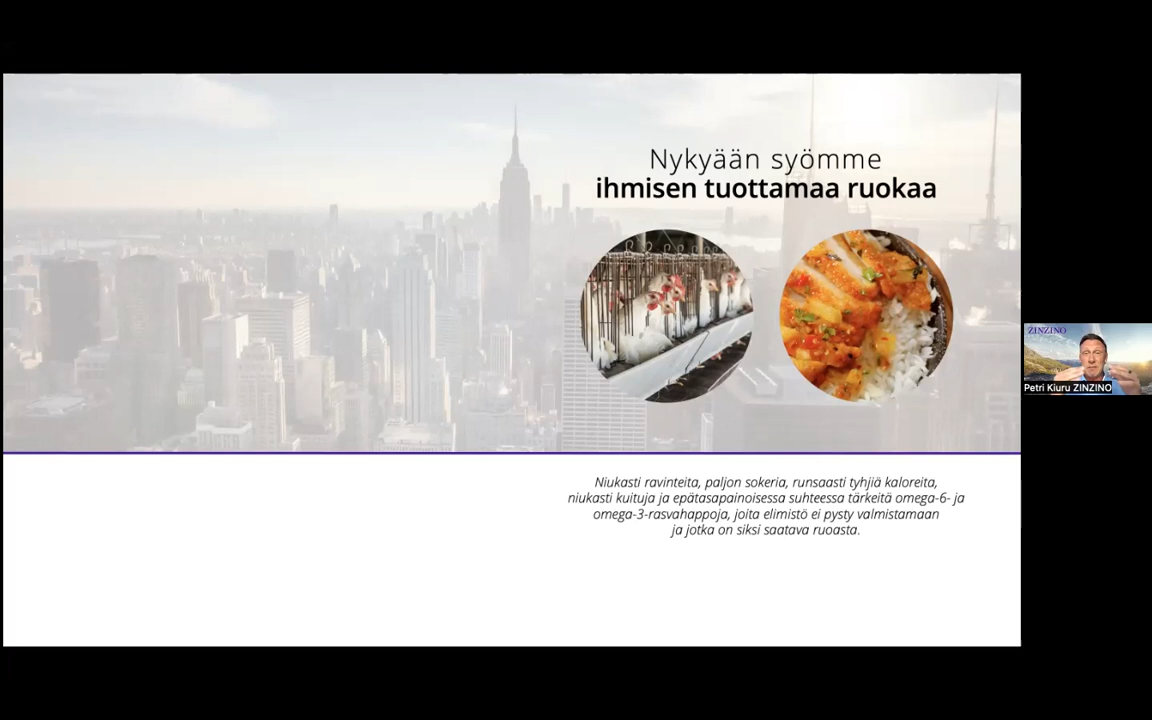 Nykyään syömme
ihmisen tuottamaa ruokaa
Niukasti ravinteita, paljon sokeria, runsaasti tyhjiä kaloreita,
niukasti kuituja ja epätasapainoisessa suhteessa tärkeitä omega-6- ja
omega-3-rasvahappoja, joita elimistö ei pysty valmistamaan
ja jotka on siksi saatava ruoasta.
ZINZINO
Petri Kiuru ZINZINO